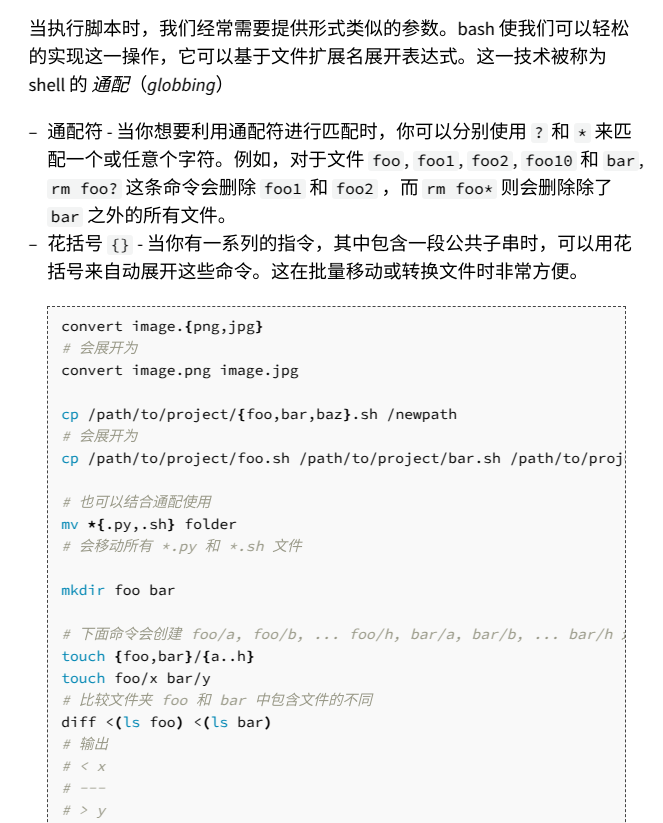 当执行脚本时，我们经常需要提供形式类似的参数。bash 使我们可以轻松
的实现这一操作，它可以基于文件扩展名展开表达式。这一技术被称为
shell 的 通配（globbing）
– 通配符 - 当你想要利用通配符进行匹配时，你可以分别使用 ? 和 * 来匹
配一个或任意个字符。例如，对于文件 foo, foo1, foo2, foo10 和 bar,
rm foo? 这条命令会删除 foo1 和 foo2 ，而 rm foo* 则会删除除了
bar 之外的所有文件。
– 花括号 {} - 当你有一系列的指令，其中包含一段公共子串时，可以用花
括号来自动展开这些命令。这在批量移动或转换文件时非常方便。
convert image.{png,jpg}
# 会展开为
convert image.png image.jpg
cp /path/to/project/{foo,bar,baz}.sh /newpath
# 会展开为
cp /path/to/project/foo.sh /path/to/project/bar.sh /path/to/proj
# 也可以结合通配使用
mv *{.py,.sh} folder
# 会移动所有 *.py 和 *.sh 文件
mkdir foo bar
# 下面命令会创建 foo/a, foo/b, ... foo/h, bar/a, bar/b, ... bar/h
touch {foo,bar}/{a..h}
touch foo/x bar/y
# 比较文件夹 foo 和 bar 中包含文件的不同
diff <(ls foo) <(ls bar)
# 输出
# < x
# ---
# > y